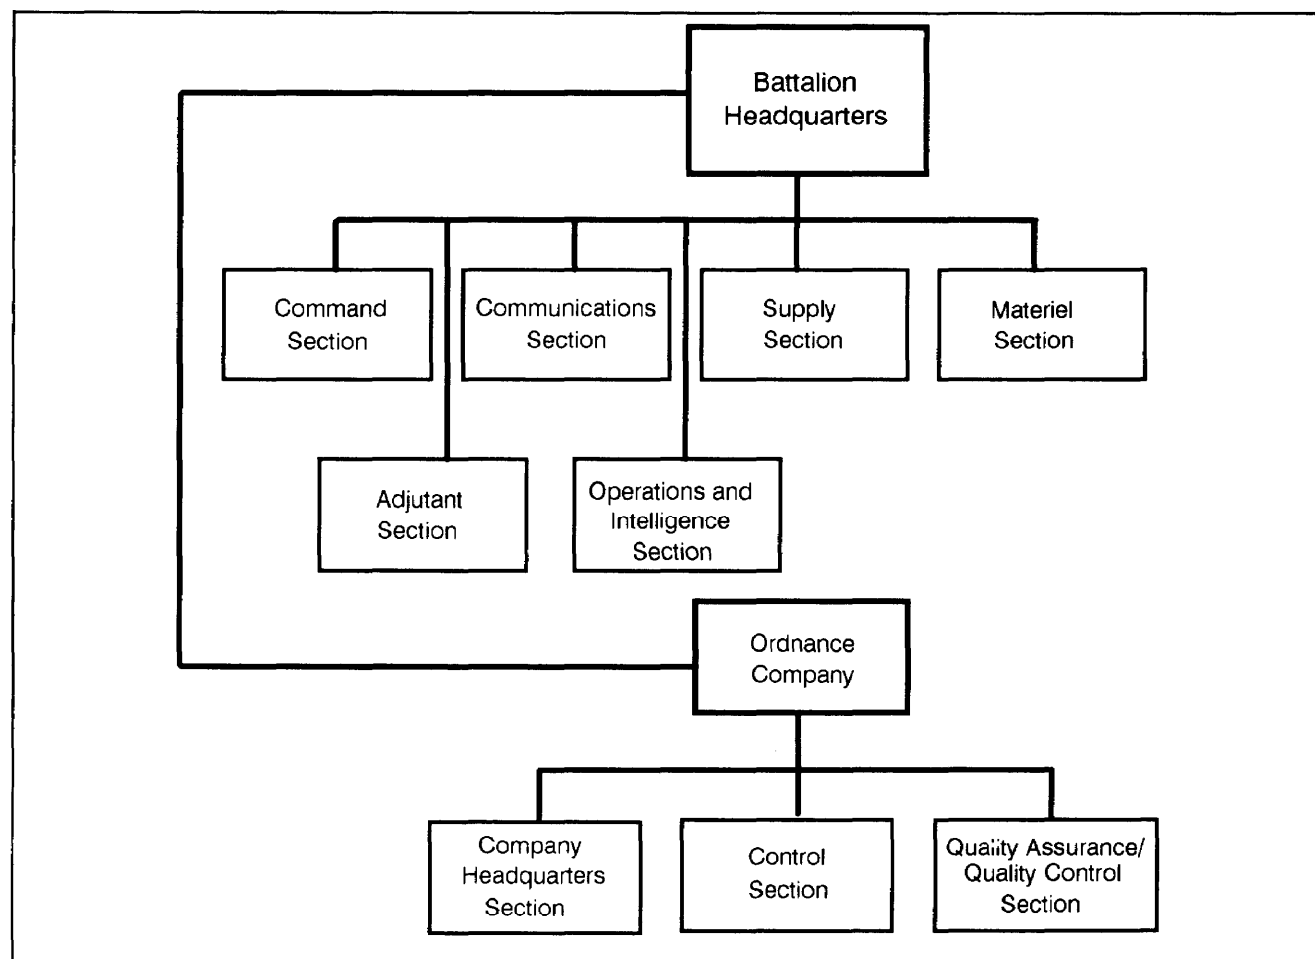 Battalion
Headquarters
Command
Section
Communications
Section
Supply
Section
Materiel
Section
Adjutant
Section
Operations and
Intelligence
Section
Ordnance
Company
Company
Headquarters
Section
Control
Section
Quality Assurance/
Quality Control
Section